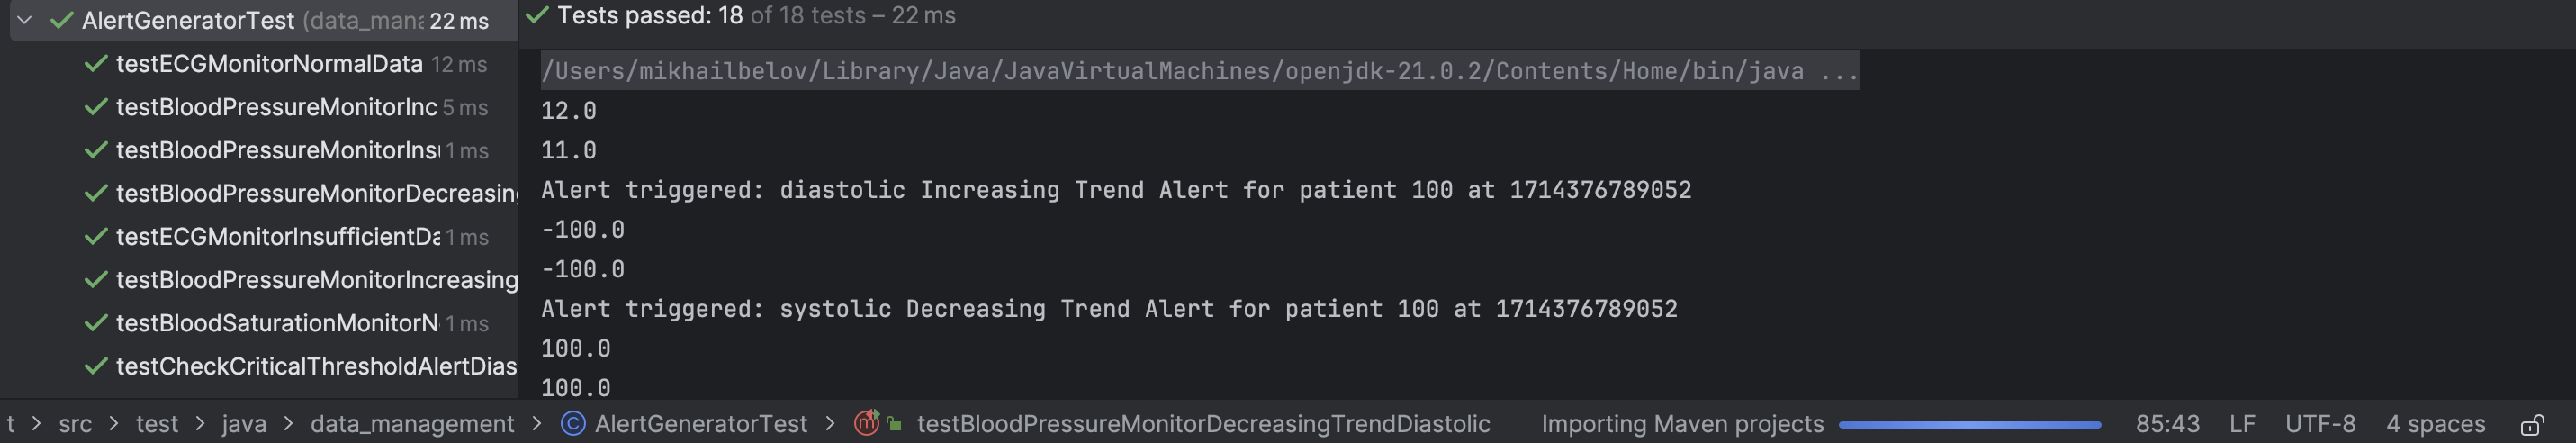 AlertGeneratorTest (data_mana 22 ms
testECGMonitorNormalData 12 ms
testBloodPressureMonitorInc 5 ms
testBloodPressureMonitorInsu 1 ms
testBloodPressureMonitorDecreasing
testECGMonitorInsufficientDa 1 ms
testBloodPressureMonitorIncreasing
testBloodSaturationMonitorN 1 ms
testCheckCriticalThresholdAlertDias
Tests passed: 18 of 18 tests – 22 ms
/Users/mikhailbelov/Library/Java/JavaVirtualMachines/openjdk-21.0.2/Contents/Home/bin/java ...
12.0
11.0
Alert triggered: diastolic Increasing Trend Alert for patient 100 at 1714376789052
-100.0
-100.0
Alert triggered: systolic Decreasing Trend Alert for patient 100 at 1714376789052
100.0
100.0
t > src > test > java > data_management > AlertGeneratorTest > testBloodPressureMonitorDecreasingTrendDiastolic Importing Maven projects 85:43 LF UTF-8 4 spaces